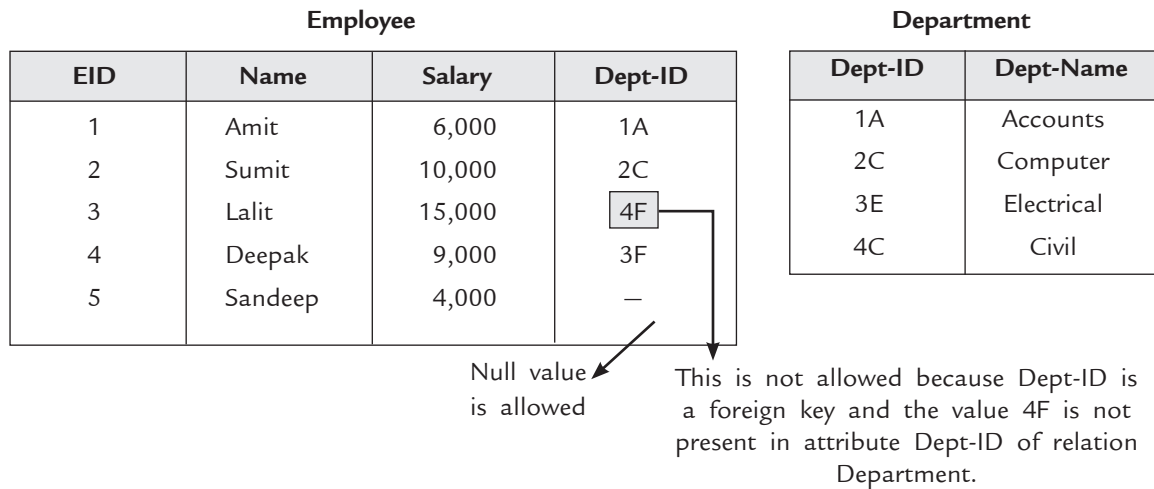 Employee
EID Name Salary Dept-ID
1 Amit 6,000 1A
2 Sumit 10,000 2C
3 Lalit 15,000 4F
4 Deepak 9,000 3F
5 Sandeep 4,000 –
Department
Dept-ID Dept-Name
1A Accounts
2C Computer
3E Electrical
4C Civil
Null value
is allowed
This is not allowed because Dept-ID is
a foreign key and the value 4F is not
present in attribute Dept-ID of relation
Department.